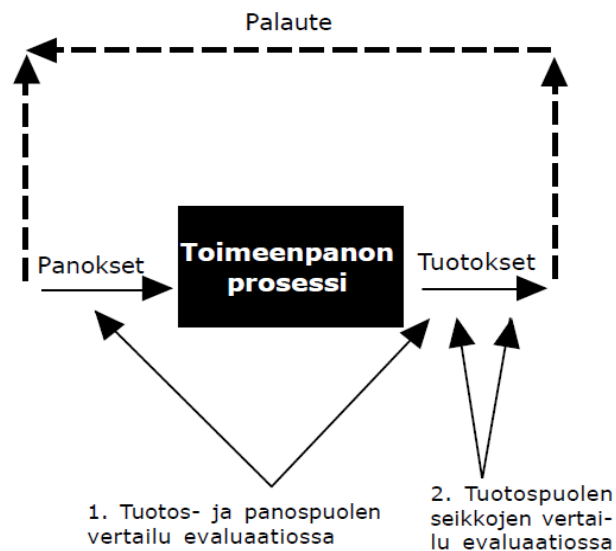 Palaute
Panokset
Toimeenpanon
prosessi
Tuotokset
1. Tuotos- ja panospuolen
vertailu evaluaatiossa
2. Tuotospuolen
seikkojen vertai-
lu evaluaatiossa